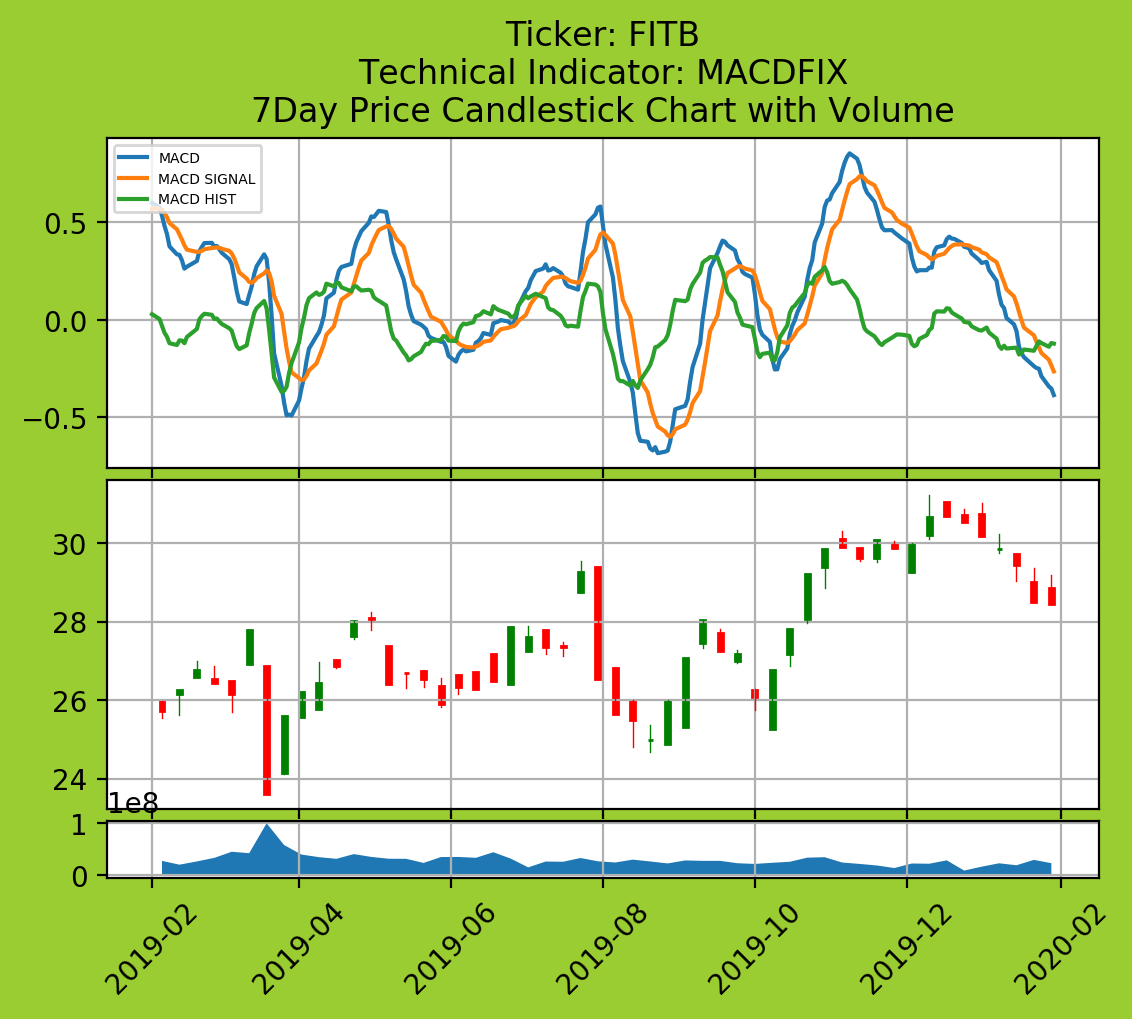 Ticker: FITB
Technical Indicator: MACDFIX
7Day Price Candlestick Chart with Volume
MACD
MACD SIGNAL
MACD HIST
0.5
0.0
−0.5
30
28
26
24
1e8
1
0
2019-02
2019-04
2019-06
2019-08
2019-10
2019-12
2020-02